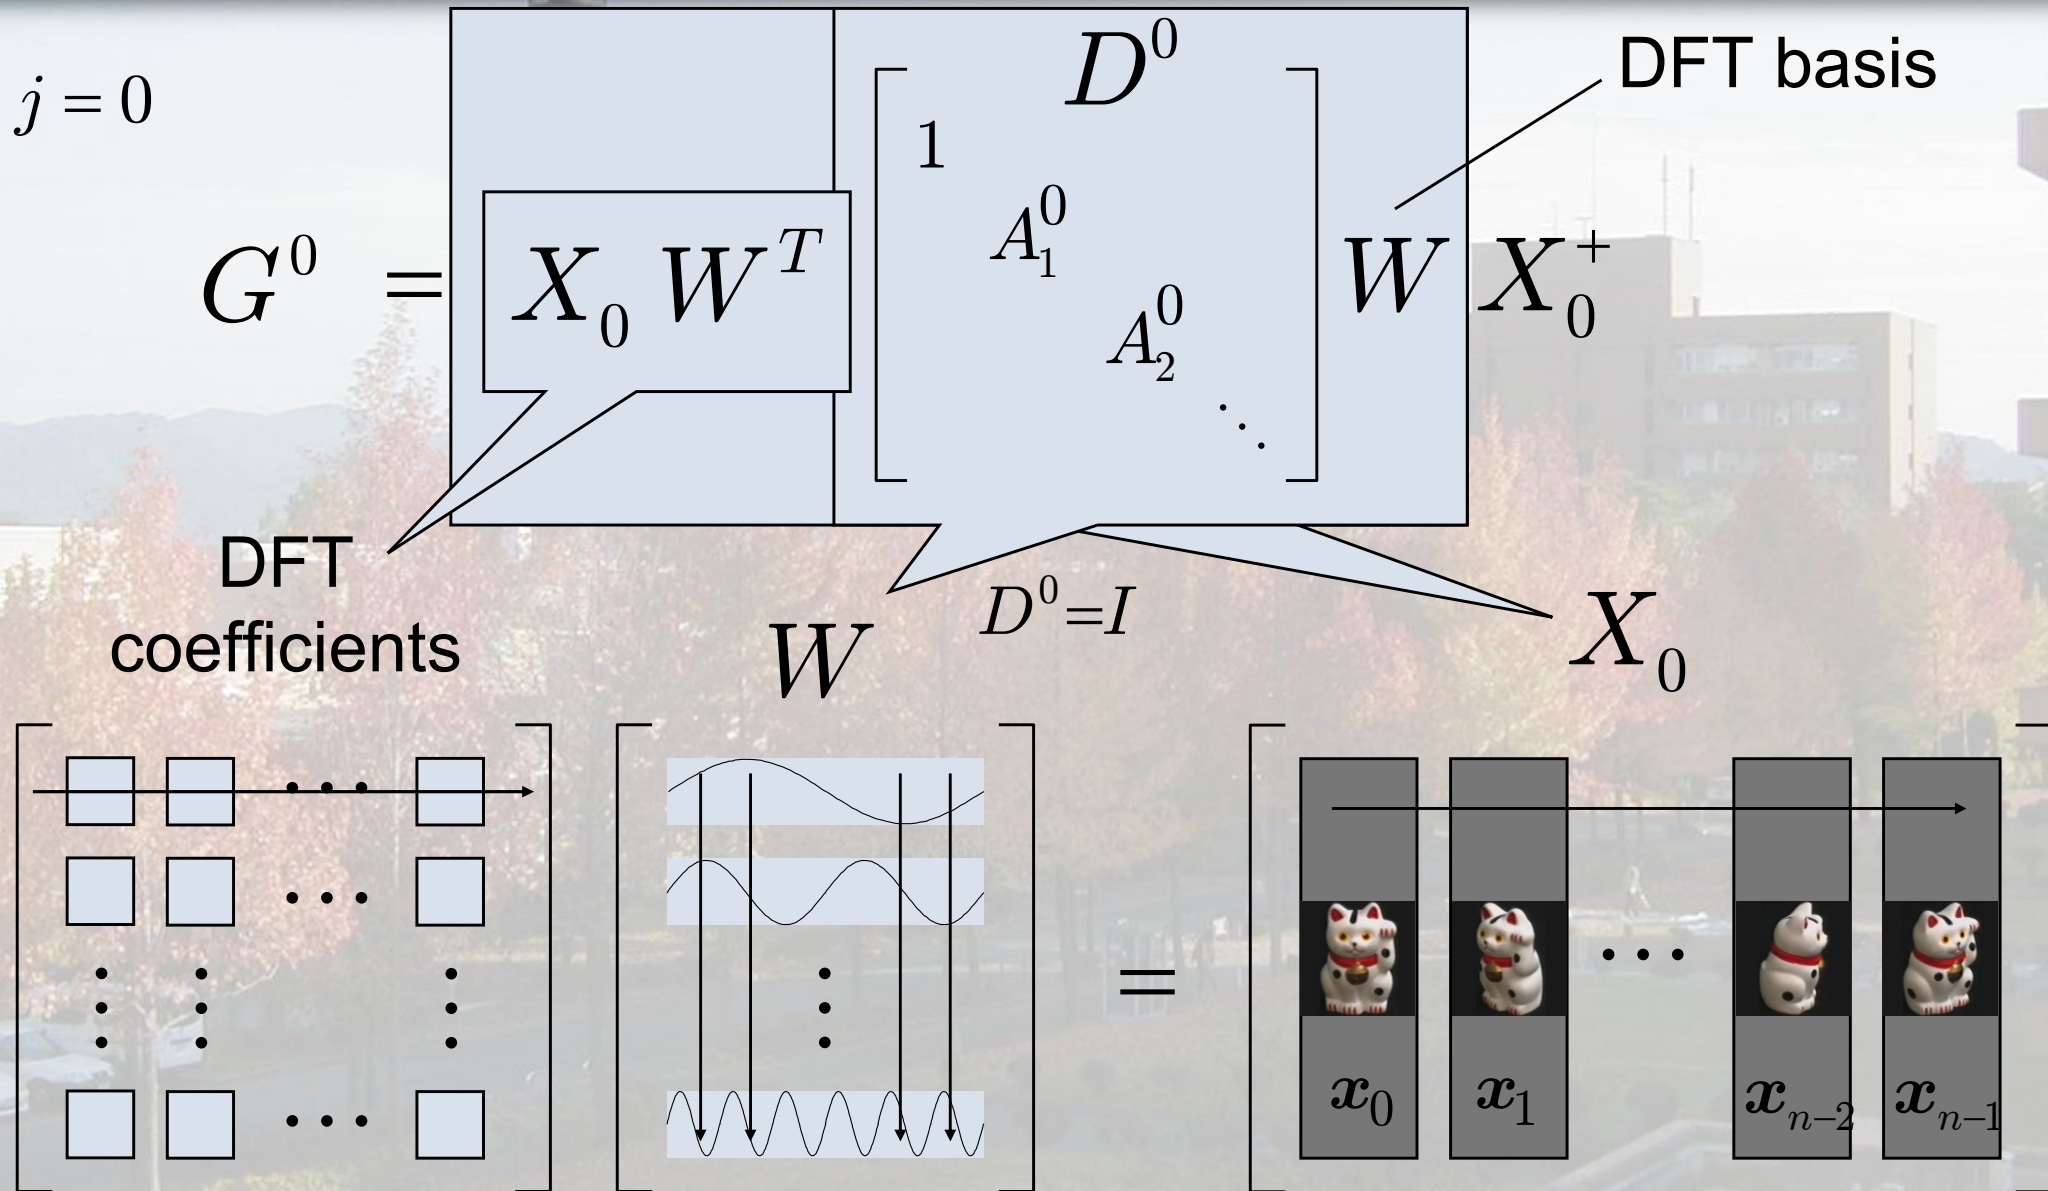 j = 0
D^0
DFT basis
1
A_1^0
A_2^0
⋱
G^0 = X_0 W^T W X_0^+
DFT
coefficients
D^0=I
W
X_0
• • •
• • •
=
• • •
• • •
x_0 x_1 x_{n-2} x_{n-1}